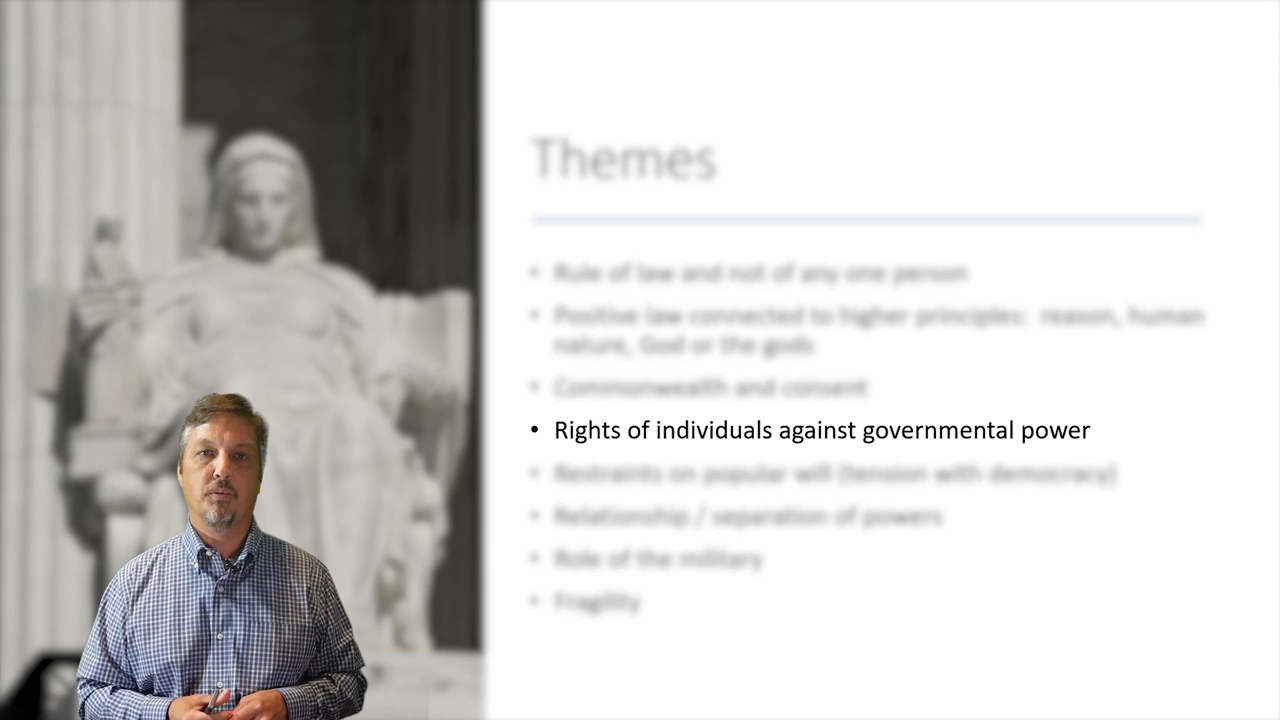 Themes
• Rule of law and not of any one person
• Positive law connected to higher principles: reason, human
nature, God or the gods
• Commonwealth and consent
• Rights of individuals against governmental power
• Restraints on popular will (tension with democracy)
• Relationship / separation of powers
• Role of the military
• Fragility